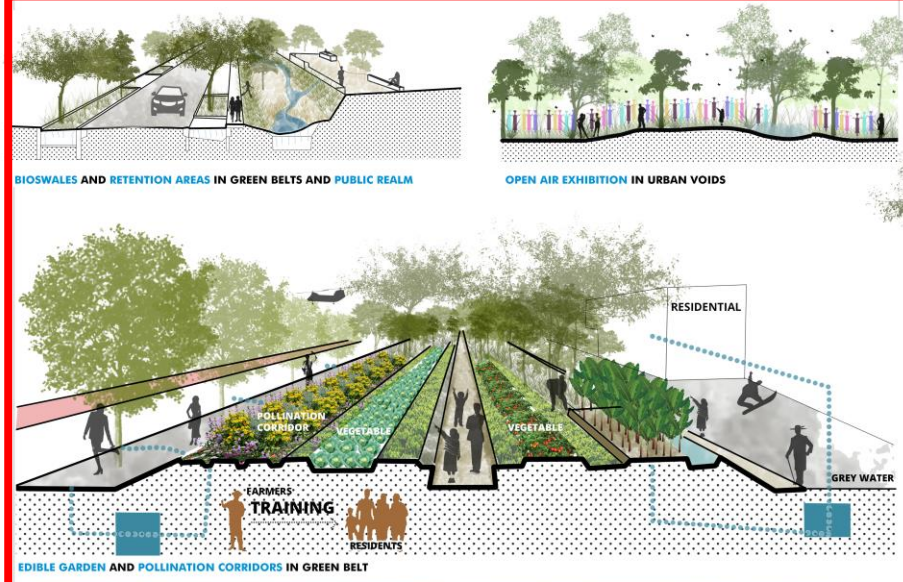 BIOSWALES AND RETENTION AREAS IN GREEN BELTS AND PUBLIC REALM
OPEN AIR EXHIBITION IN URBAN VOIDS
RESIDENTIAL
POLLINATION
CORRIDOR
VEGETABLE
VEGETABLE
GREY WATER
FARMERS
TRAINING
RESIDENTS
EDIBLE GARDEN AND POLLINATION CORRIDORS IN GREEN BELT